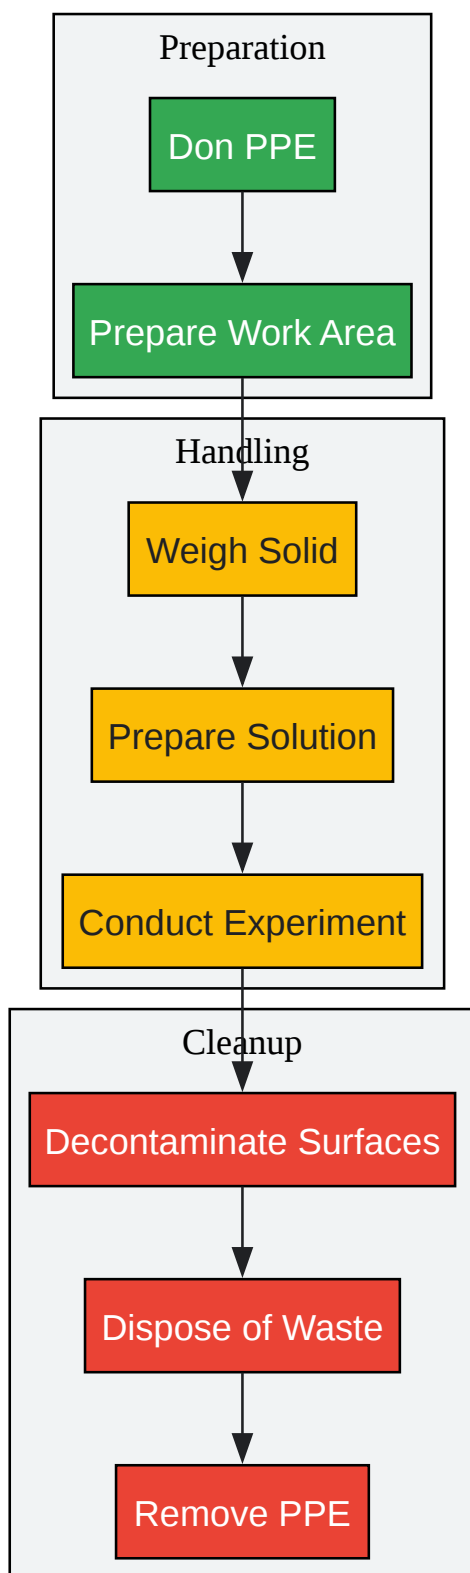 Preparation
Don PPE
Prepare Work Area
Handling
Weigh Solid
Prepare Solution
Conduct Experiment
Cleanup
Decontaminate Surfaces
Dispose of Waste
Remove PPE